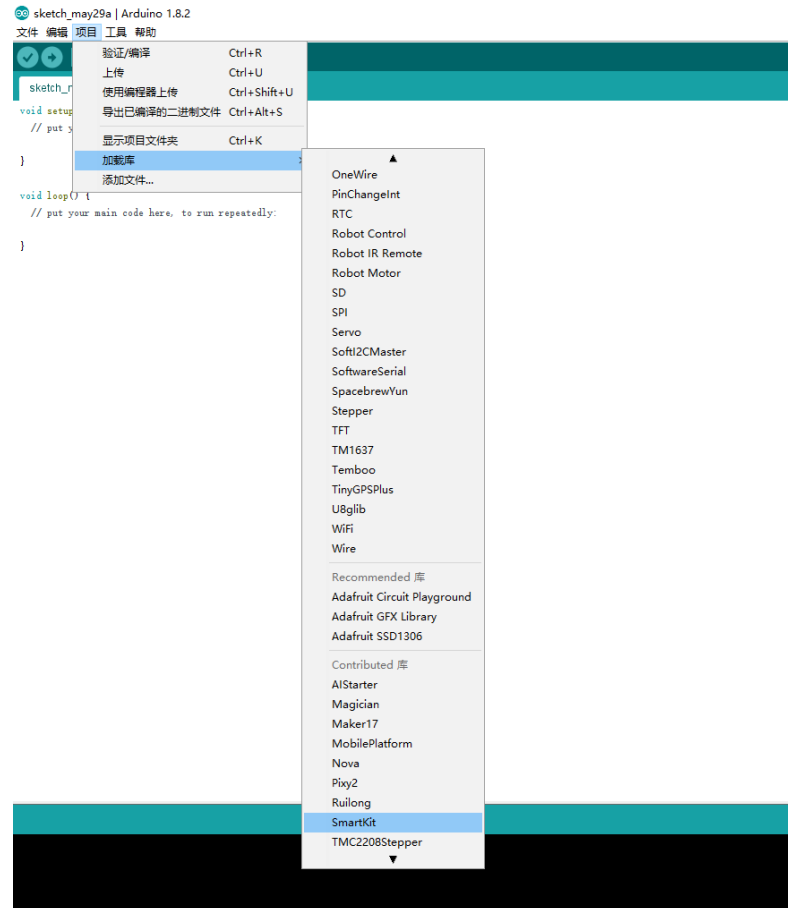 sketch_may29a | Arduino 1.8.2
文件 编辑 项目 工具 帮助
验证/编译 Ctrl+R
上传 Ctrl+U
使用编程器上传 Ctrl+Shift+U
导出已编译的二进制文件 Ctrl+Alt+S
显示项目文件夹 Ctrl+K
加载库
添加文件...
sketch_
void setup
// put
}
void loop() {
// put your main code here, to run repeatedly:
}
▲
OneWire
PinChangeInt
RTC
Robot Control
Robot IR Remote
Robot Motor
SD
SPI
Servo
SoftI2CMaster
SoftwareSerial
SpacebrewYun
Stepper
TFT
TM1637
Temboo
TinyGPSPlus
U8glib
WiFi
Wire
Recommended 库
Adafruit Circuit Playground
Adafruit GFX Library
Adafruit SSD1306
Contributed 库
AIStarter
Magician
Maker17
MobilePlatform
Nova
Pixy2
Ruilong
SmartKit
TMC2208Stepper
▼